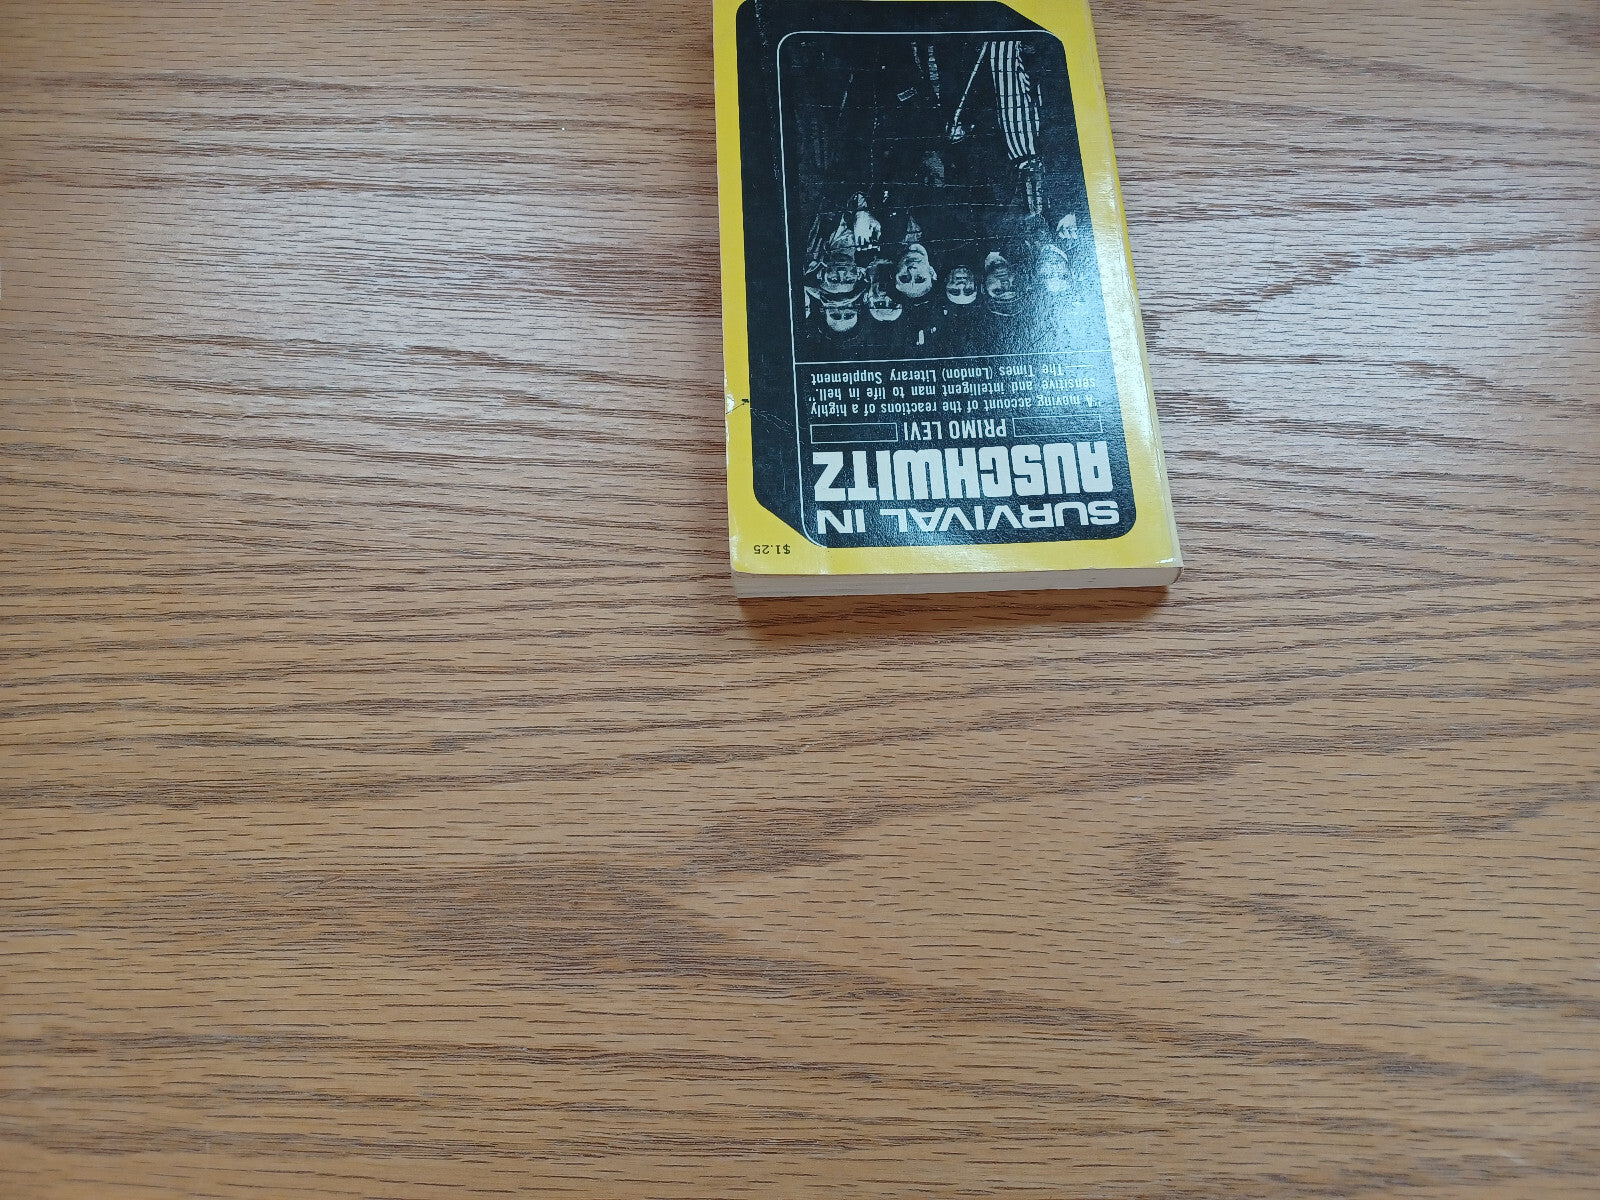 $1.25
SURVIVAL IN
AUSCHWITZ
PRIMO LEVI
"A moving account of the reactions of a highly
sensitive and intelligent man to life in hell."
—The Times (London) Literary Supplement